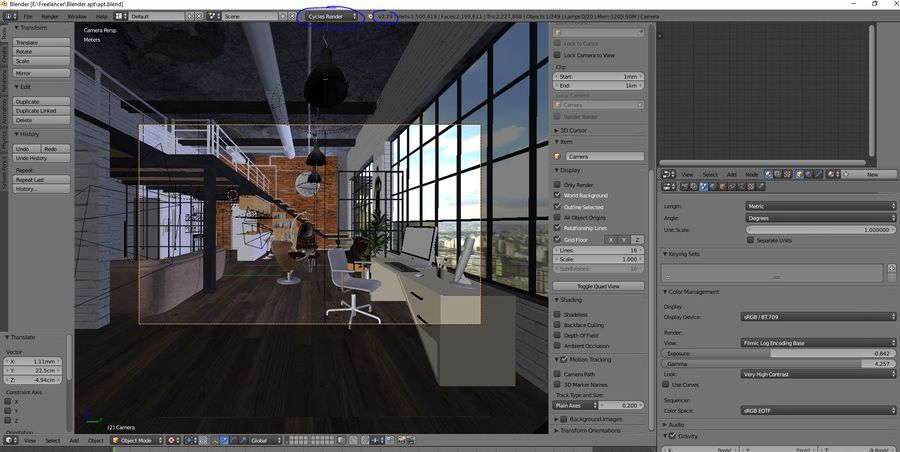 Blender [E:\Freelancer\Blender apt\apt.blend]
File Render Window Help Default Scene Cycles Render v2.79 Verts:1,500,419 | Faces:2,199,611 | Tris:2,227,868 | Objects:1/249 | Lamps:0/20 | Mem:1205.50M | Camera
Tools
Create
Relations
Animation
Physics
Grease Pencil
Transform
Translate
Rotate
Scale
Mirror
Edit
Duplicate
Duplicate Linked
Delete
History
Undo Redo
Undo History
Repeat:
Repeat Last
History...
Translate
Vector
X: 1.11mm
Y: 22.5cm
Z: -4.94cm
Constraint Axis
X
Y
Z
Orientation
Camera Persp
Meters
(2) Camera
View Select Add Object Object Mode Global
Lock to Cursor
Lock Camera to View
Clip:
Start: 1mm
End: 1km
Local Camera:
Camera
Render Border
3D Cursor
Item
Camera
Display
Only Render
World Background
Outline Selected
All Object Origins
Relationship Lines
Grid Floor X Y Z
Lines: 16
Scale: 1.000
Subdivisions: 10
Toggle Quad View
Shading
Shadeless
Backface Culling
Depth Of Field
Ambient Occlusion
Motion Tracking
Camera Path
3D Marker Names
Track Type and Size:
Plain Axes 0.200
Background Images
Transform Orientations
View Select Add Node New
Length: Metric
Angle: Degrees
Unit Scale: 1.000000
Separate Units
Keying Sets
Color Management
Display:
Display Device: sRGB / BT.709
Render:
View: Filmic Log Encoding Base
Exposure: -0.842
Gamma: 4.257
Look: Very High Contrast
Use Curves
Sequencer:
Color Space: sRGB EOTF
Audio
Gravity